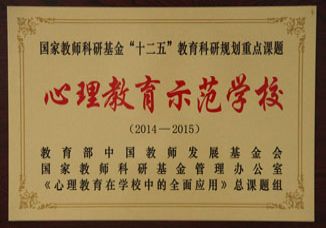 国家教师科研基金“十二五”教育科研规划重点课题
心理教育示范学校
(2014—2015)
教育部中国教师发展基金会
国家教师科研基金管理办公室
《心理教育在学校中的全面应用》总课题组